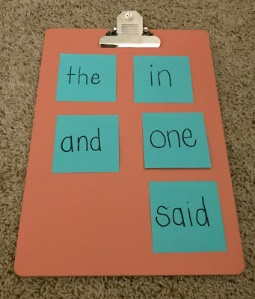 the in
and one
said